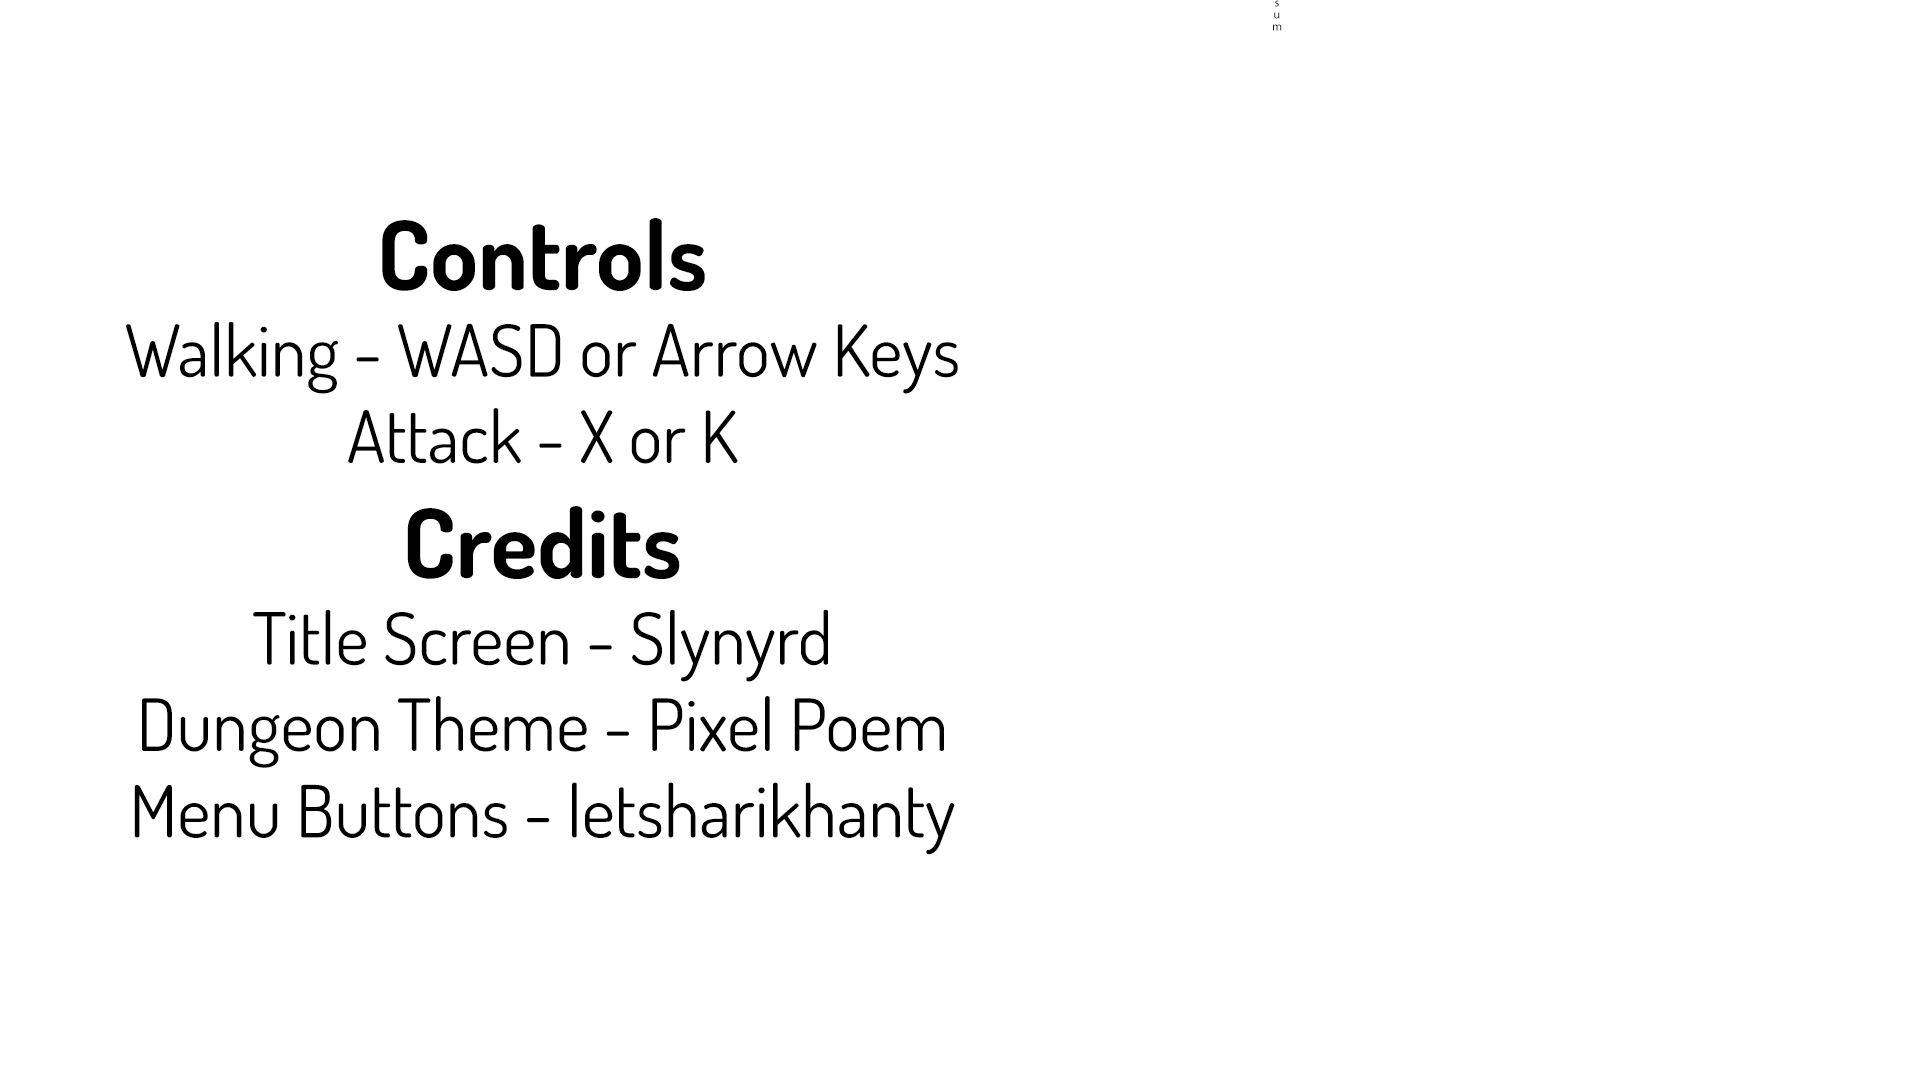 s
u
m
Controls
Walking - WASD or Arrow Keys
Attack - X or K
Credits
Title Screen - Slynyrd
Dungeon Theme - Pixel Poem
Menu Buttons - letsharikhanty